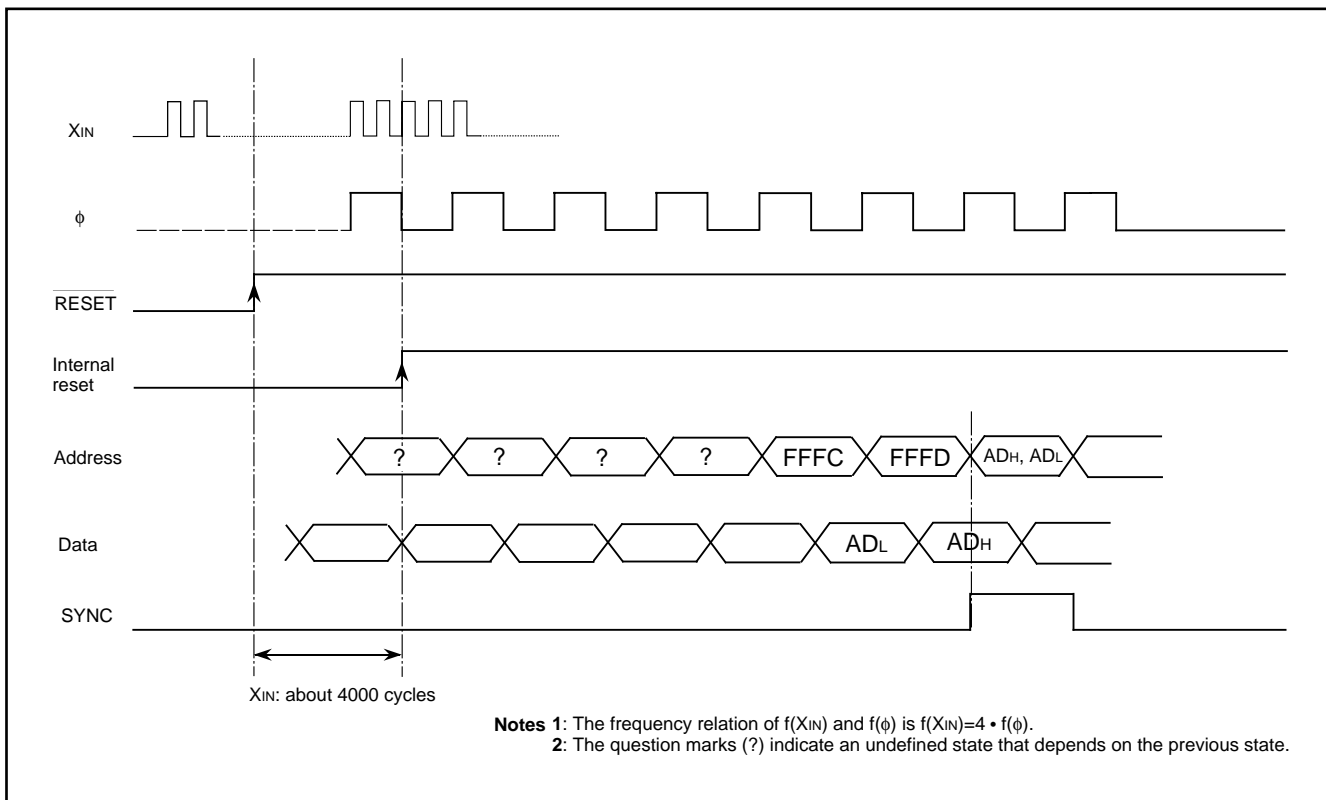 XIN
ϕ
RESET
Internal
reset
Address
? ? ? ? FFFC FFFD ADH, ADL
Data
ADL ADH
SYNC
XIN: about 4000 cycles
Notes 1: The frequency relation of f(XIN) and f(ϕ) is f(XIN)=4 • f(ϕ).
2: The question marks (?) indicate an undefined state that depends on the previous state.